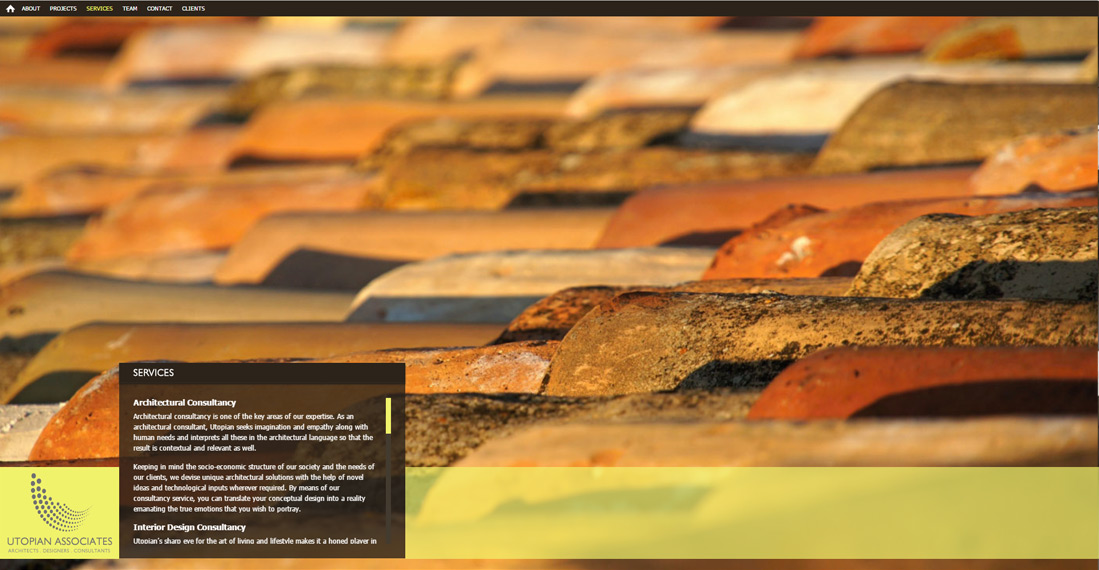 ABOUT PROJECTS SERVICES TEAM CONTACT CLIENTS
SERVICES
Architectural Consultancy
Architectural consultancy is one of the key areas of our expertise. As an
architectural consultant, Utopian seeks imagination and empathy along with
human needs and interprets all these in the architectural language so that the
result is contextual and relevant as well.
Keeping in mind the socio-economic structure of our society and the needs of
our clients, we devise unique architectural solutions with the help of novel
ideas and technological inputs wherever required. By means of our
consultancy service, you can translate your conceptual design into a reality
emanating the true emotions that you wish to portray.
Interior Design Consultancy
Utopian's sharp eye for the art of living and lifestyle makes it a honed player in
UTOPIAN ASSOCIATES
ARCHITECTS . DESIGNERS . CONSULTANTS